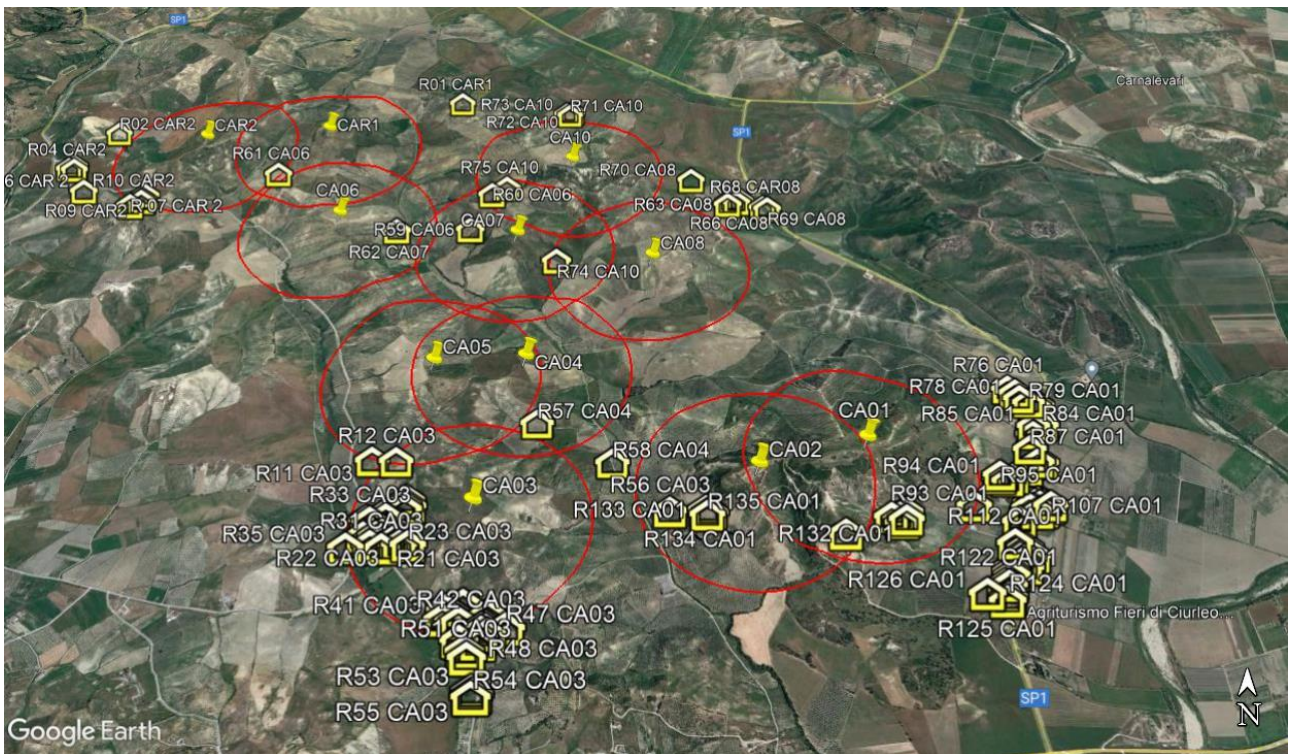 SP1
Carnalevari
R01 CAR1
R73 CA10
R71 CA10
R72 CA10
CA10
R02 CAR2
CAR2
CAR1
SP1
R04 CAR2
R61 CA06
R75 CA10
R70 CA08
6 CAR 2
R10 CAR2
CA06
R60 CA06
R68 CAR08
R63 CA08
R09 CAR2
R07 CAR 2
R59 CA06
CA07
R66 CA08
R69 CA08
R62 CA07
CA08
R74 CA10
CA05
CA04
R76 CA01
R78 CA01
R79 CA01
R57 CA04
R85 CA01
R84 CA01
CA01
R87 CA01
R12 CA03
R58 CA04
CA02
R11 CA03
R56 CA03
R94 CA01
R95 CA01
CA03
R33 CA03
R135 CA01
R93 CA01
R107 CA01
R133 CA01
R112 CA01
R31 CA03
R35 CA03
R23 CA03
R134 CA01
R132 CA01
R22 CA03
R21 CA03
R122 CA01
R126 CA01
R124 CA01
R42 CA03
R41 CA03
R47 CA03
Agriturismo Fieri di Ciurleo...
R51 CA03
R125 CA01
R48 CA03
R53 CA03
R54 CA03
R55 CA03
SP1
N
Google Earth